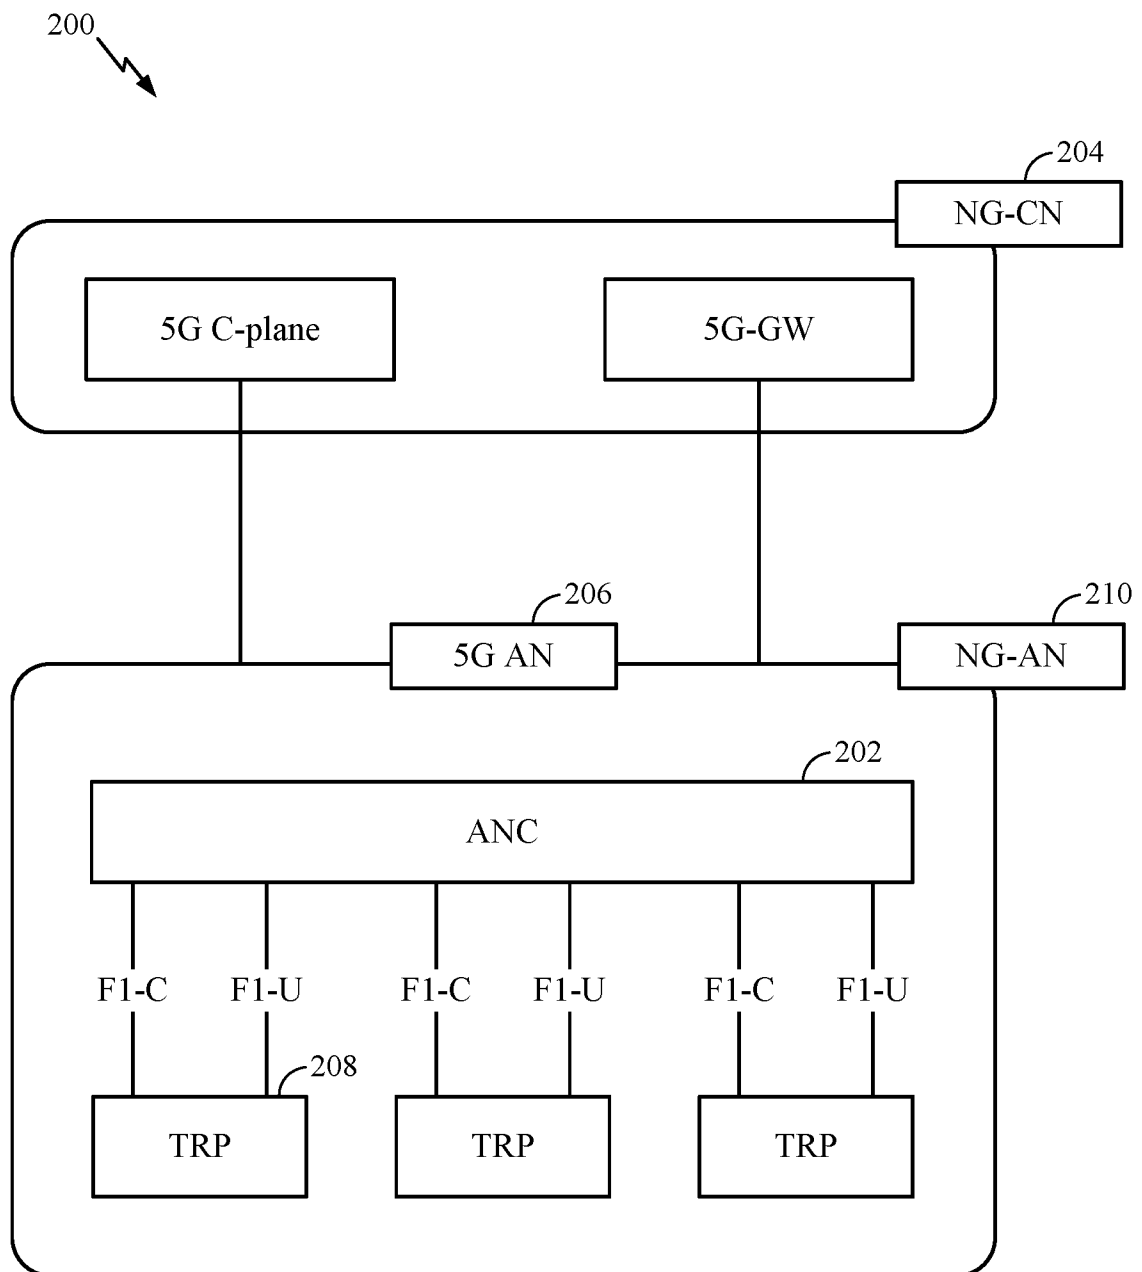 200
204
NG-CN
5G C-plane
5G-GW
206
210
5G AN
NG-AN
202
ANC
F1-C F1-U F1-C F1-U F1-C F1-U
208
TRP TRP TRP